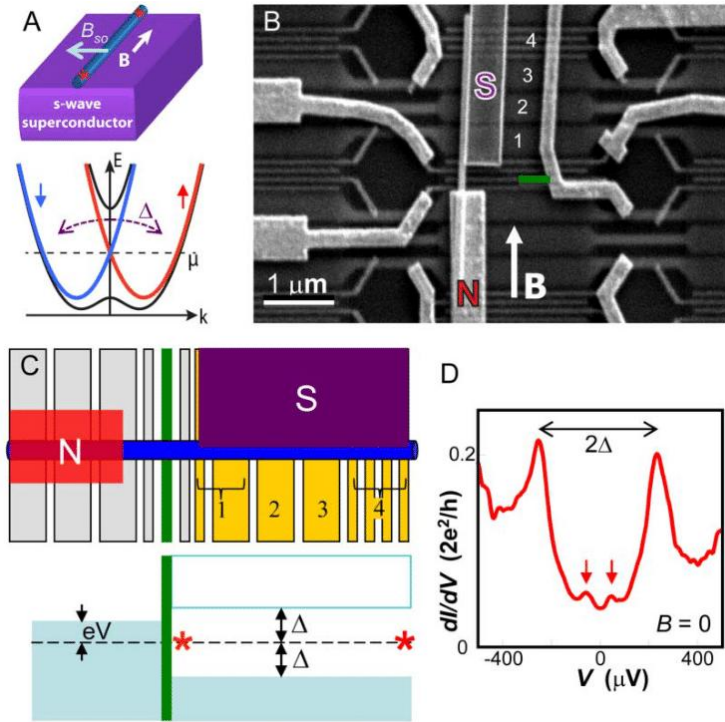 A
B_so
B
s-wave
superconductor
E
Δ
μ
k
B
4
3
S
2
1
1 μm
N
B
C
S
N
1
2
3
4
eV
Δ
Δ
*
*
D
2Δ
0.2
dI/dV (2e²/h)
B = 0
0
-400
0
400
V (μV)